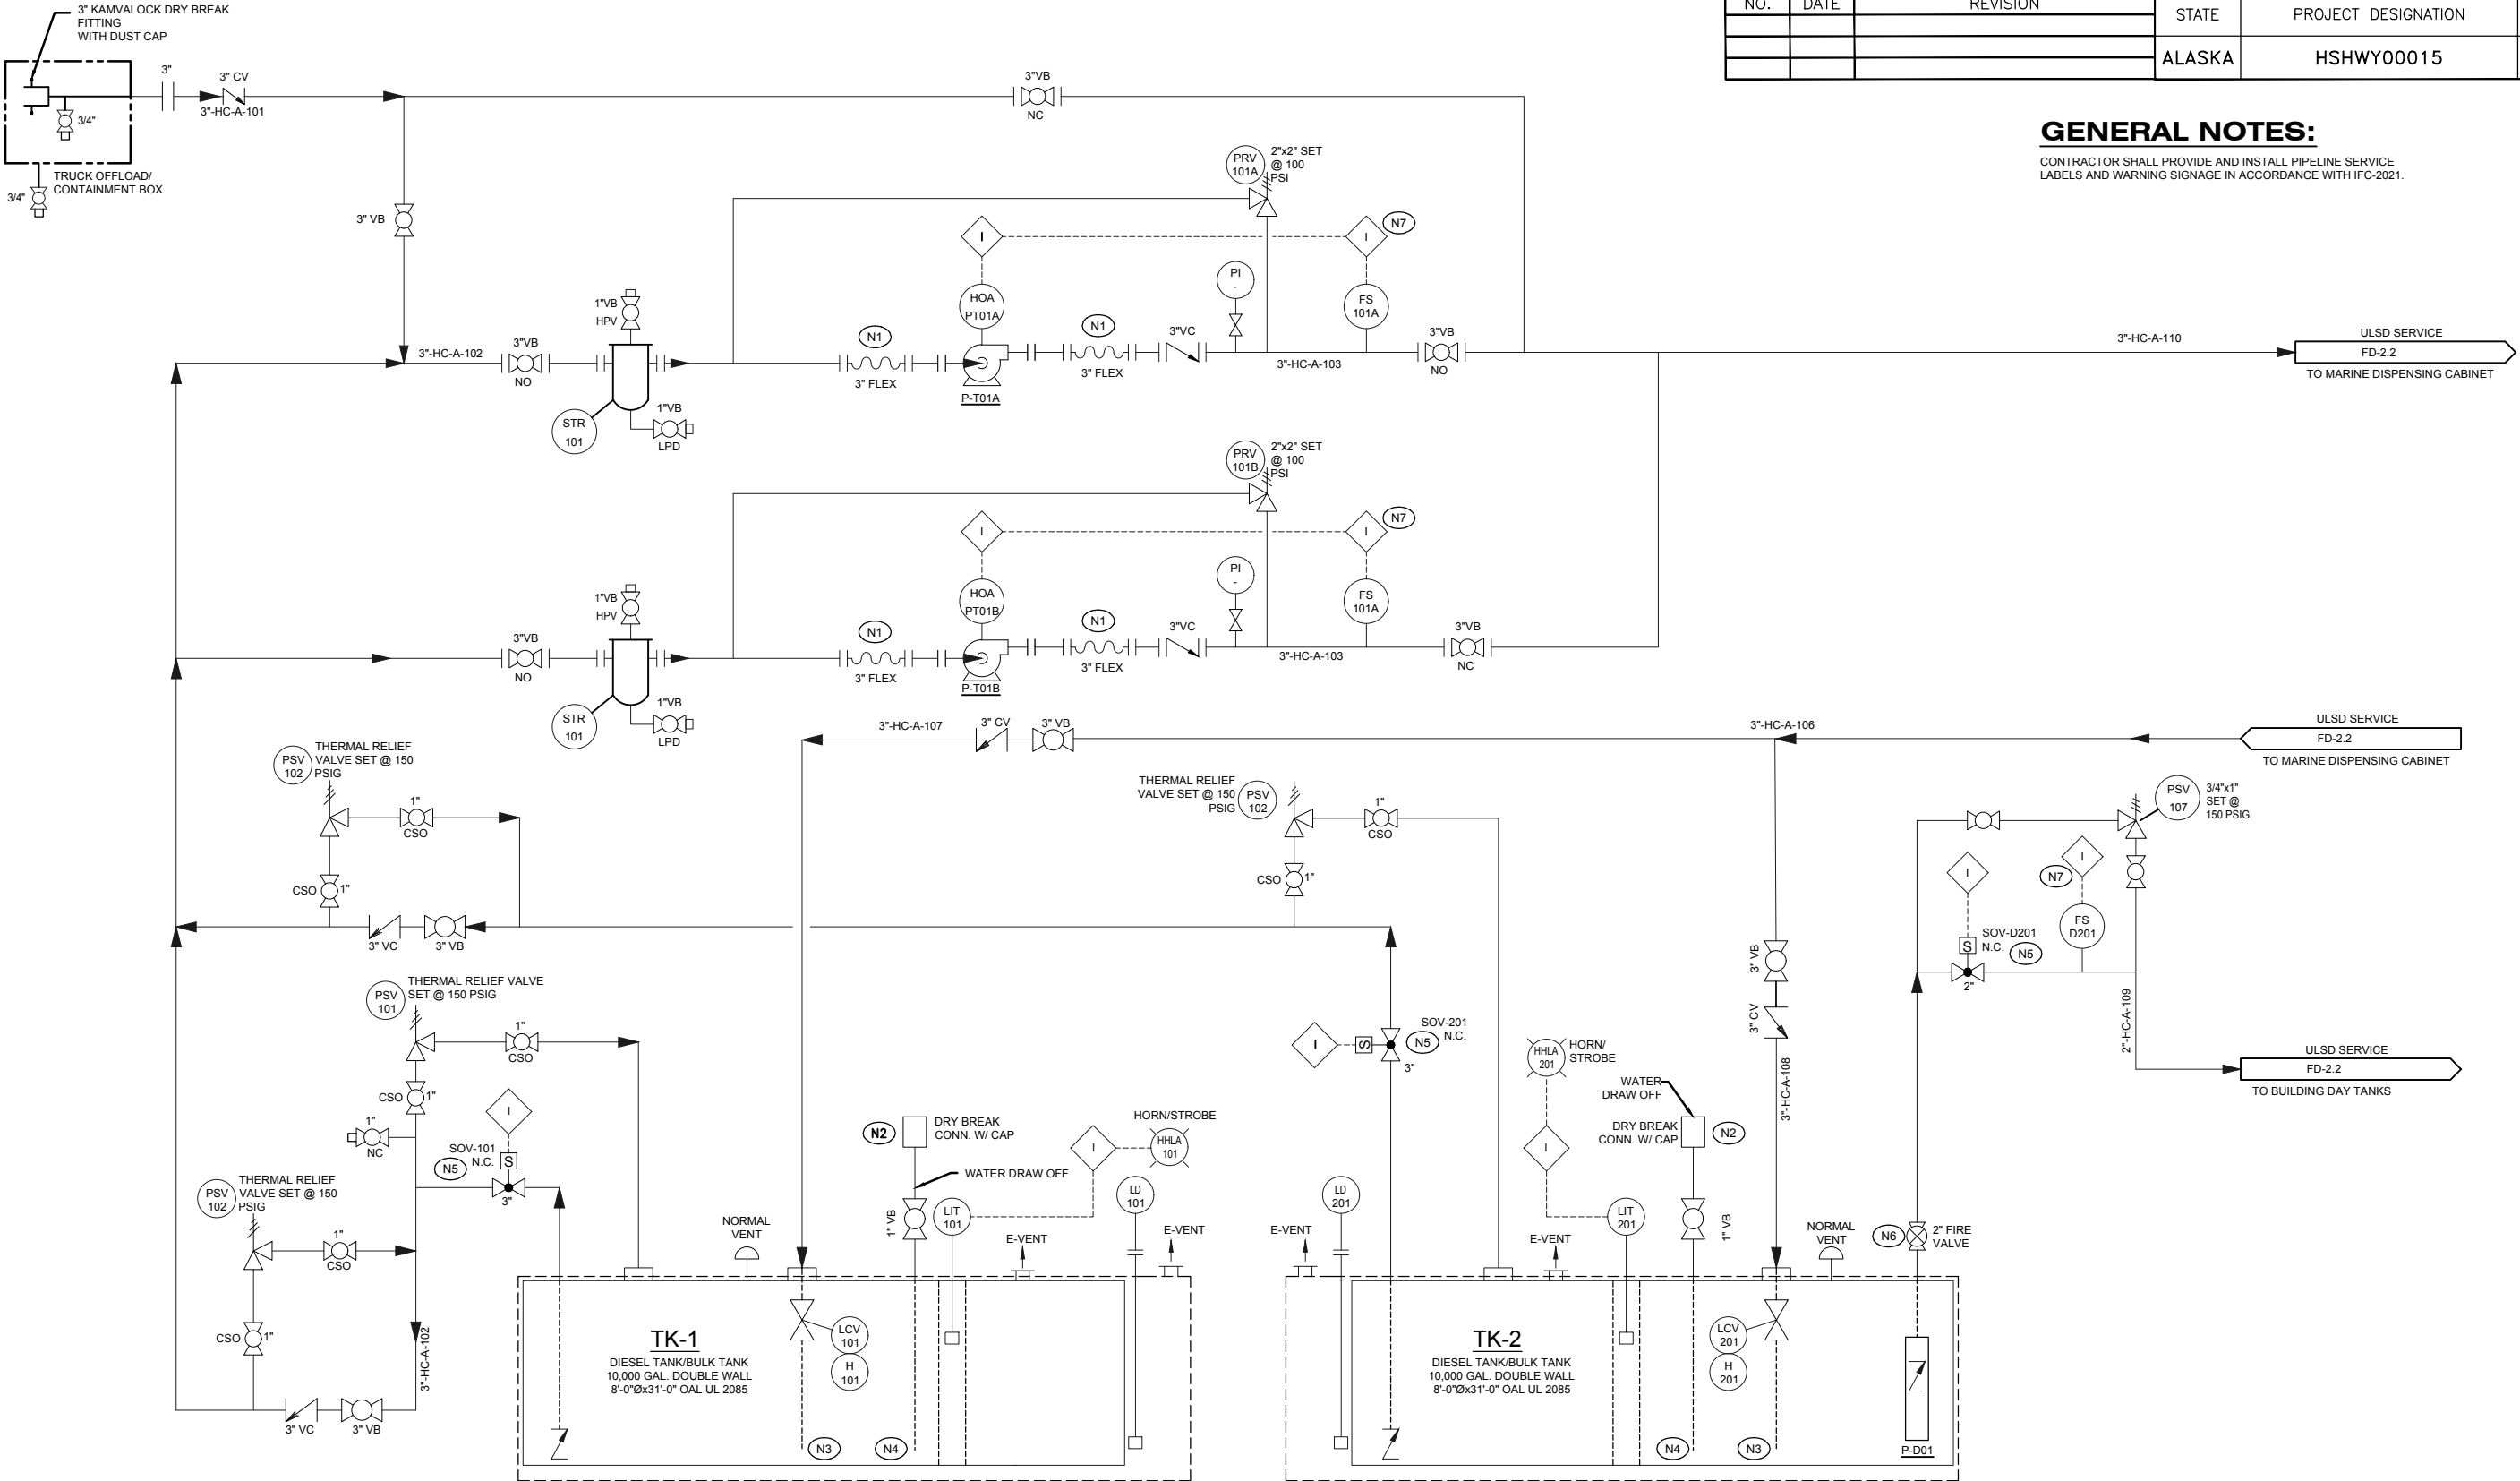 3" KAMVALOCK DRY BREAK
FITTING
WITH DUST CAP
NO.
DATE
REVISION
STATE
PROJECT DESIGNATION
ALASKA
HSHWY00015
GENERAL NOTES:
CONTRACTOR SHALL PROVIDE AND INSTALL PIPELINE SERVICE
LABELS AND WARNING SIGNAGE IN ACCORDANCE WITH IFC-2021.
3"
3" CV
3"-HC-A-101
3/4"
TRUCK OFFLOAD/
CONTAINMENT BOX
3/4"
3"VB
NC
3" VB
PRV
101A
2"x2" SET
@ 100
PSI
I
I
N7
PI
-
HOA
PT01A
FS
101A
1"VB
HPV
3"-HC-A-102
3"VB
NO
N1
3" FLEX
N1
3" FLEX
3"VC
3"-HC-A-103
3"VB
NO
P-T01A
STR
101
1"VB
LPD
3"-HC-A-110
ULSD SERVICE
FD-2.2
TO MARINE DISPENSING CABINET
PRV
101B
2"x2" SET
@ 100
PSI
I
I
N7
PI
-
HOA
PT01B
FS
101A
1"VB
HPV
3"VB
NO
N1
3" FLEX
N1
3" FLEX
3"VC
3"-HC-A-103
3"VB
NC
P-T01B
STR
101
1"VB
LPD
3"-HC-A-107
3" CV
3" VB
3"-HC-A-106
ULSD SERVICE
FD-2.2
TO MARINE DISPENSING CABINET
PSV
102
THERMAL RELIEF
VALVE SET @ 150
PSIG
1"
CSO
CSO
1"
3" VC
3" VB
THERMAL RELIEF
VALVE SET @ 150
PSIG
PSV
102
1"
CSO
CSO
1"
PSV
107
3/4"x1"
SET @
150 PSIG
I
I
N7
FS
D201
SOV-D201
N.C.
S
N5
2"
2"-HC-A-109
ULSD SERVICE
FD-2.2
TO BUILDING DAY TANKS
PSV
101
THERMAL RELIEF VALVE
SET @ 150 PSIG
1"
CSO
CSO
1"
1"
NC
I
SOV-101
N.C.
S
N5
3"
PSV
102
THERMAL RELIEF
VALVE SET @ 150
PSIG
1"
CSO
CSO
1"
3"-HC-A-102
3" VC
3" VB
NORMAL
VENT
N2
DRY BREAK
CONN. W/ CAP
WATER DRAW OFF
1" VB
LIT
101
I
HORN/STROBE
HHLA
101
LD
101
E-VENT
E-VENT
TK-1
DIESEL TANK/BULK TANK
10,000 GAL. DOUBLE WALL
8'-0"Øx31'-0" OAL UL 2085
LCV
101
H
101
N3
N4
I
S
SOV-201
N.C.
N5
3"
HHLA
201
HORN/
STROBE
I
WATER
DRAW OFF
DRY BREAK
CONN. W/ CAP
N2
1" VB
3" VB
3" CV
3"-HC-A-108
LD
201
E-VENT
E-VENT
LIT
201
NORMAL
VENT
N6
2" FIRE
VALVE
TK-2
DIESEL TANK/BULK TANK
10,000 GAL. DOUBLE WALL
8'-0"Øx31'-0" OAL UL 2085
LCV
201
H
201
N4
N3
P-D01